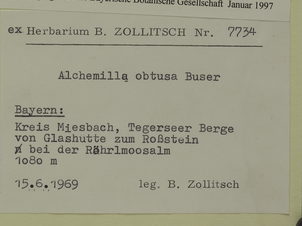 Bayerische Botanische Gesellschaft Januar 1997
ex Herbarium B. ZOLLITSCH Nr. 7734
Alchemilla obtusa Buser
Bayern:
Kreis Miesbach, Tegerseer Berge
von Glashütte zum Roßstein
bei der Röhrlmoosalm
1080 m
15.6.1969 leg. B. Zollitsch